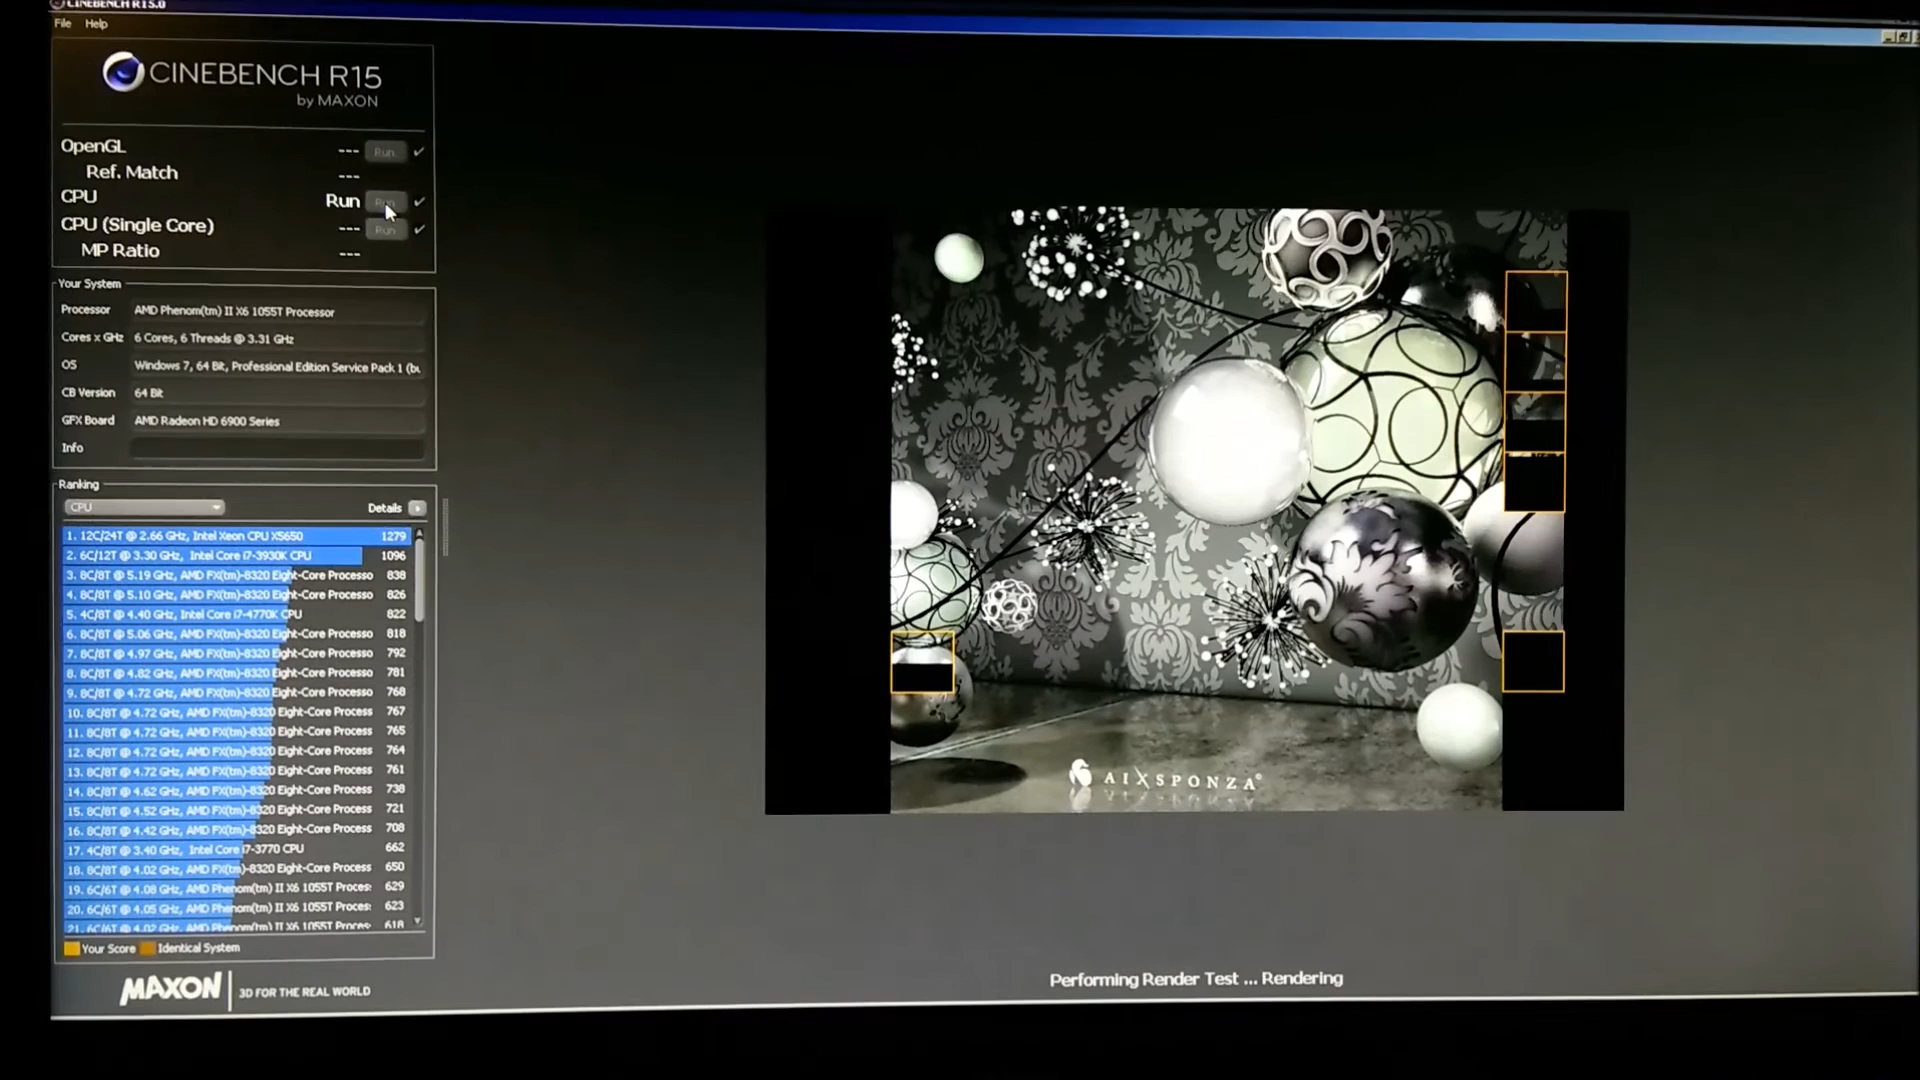 CINEBENCH R15.0
File Help
CINEBENCH R15
by MAXON
OpenGL --- Run
Ref. Match ---
CPU Run Run
CPU (Single Core) --- Run
MP Ratio ---
Your System
Processor AMD Phenom(tm) II X6 1055T Processor
Cores x GHz 6 Cores, 6 Threads @ 3.31 GHz
OS Windows 7, 64 Bit, Professional Edition Service Pack 1 (bu
CB Version 64 Bit
GFX Board AMD Radeon HD 6900 Series
Info
Ranking
CPU Details
1. 12C/24T @ 2.66 GHz, Intel Xeon CPU X5650 1279
2. 6C/12T @ 3.30 GHz, Intel Core i7-3930K CPU 1096
3. 8C/8T @ 5.19 GHz, AMD FX(tm)-8320 Eight-Core Processo 838
4. 8C/8T @ 5.10 GHz, AMD FX(tm)-8320 Eight-Core Processo 826
5. 4C/8T @ 4.40 GHz, Intel Core i7-4770K CPU 822
6. 8C/8T @ 5.06 GHz, AMD FX(tm)-8320 Eight-Core Processo 818
7. 8C/8T @ 4.97 GHz, AMD FX(tm)-8320 Eight-Core Processo 792
8. 8C/8T @ 4.82 GHz, AMD FX(tm)-8320 Eight-Core Processo 781
9. 8C/8T @ 4.72 GHz, AMD FX(tm)-8320 Eight-Core Processo 768
10. 8C/8T @ 4.72 GHz, AMD FX(tm)-8320 Eight-Core Process 767
11. 8C/8T @ 4.72 GHz, AMD FX(tm)-8320 Eight-Core Process 765
12. 8C/8T @ 4.72 GHz, AMD FX(tm)-8320 Eight-Core Process 764
13. 8C/8T @ 4.72 GHz, AMD FX(tm)-8320 Eight-Core Process 761
14. 8C/8T @ 4.62 GHz, AMD FX(tm)-8320 Eight-Core Process 738
15. 8C/8T @ 4.52 GHz, AMD FX(tm)-8320 Eight-Core Process 721
16. 8C/8T @ 4.42 GHz, AMD FX(tm)-8320 Eight-Core Process 708
17. 4C/8T @ 3.40 GHz, Intel Core i7-3770 CPU 662
18. 8C/8T @ 4.02 GHz, AMD FX(tm)-8320 Eight-Core Process 650
19. 6C/6T @ 4.08 GHz, AMD Phenom(tm) II X6 1055T Proces: 629
20. 6C/6T @ 4.05 GHz, AMD Phenom(tm) II X6 1055T Proces: 623
21. 6C/6T @ 4.02 GHz, AMD Phenom(tm) II X6 1055T Proces: 618
Your Score Identical System
MAXON 3D FOR THE REAL WORLD
AIXSPONZA®
Performing Render Test ... Rendering